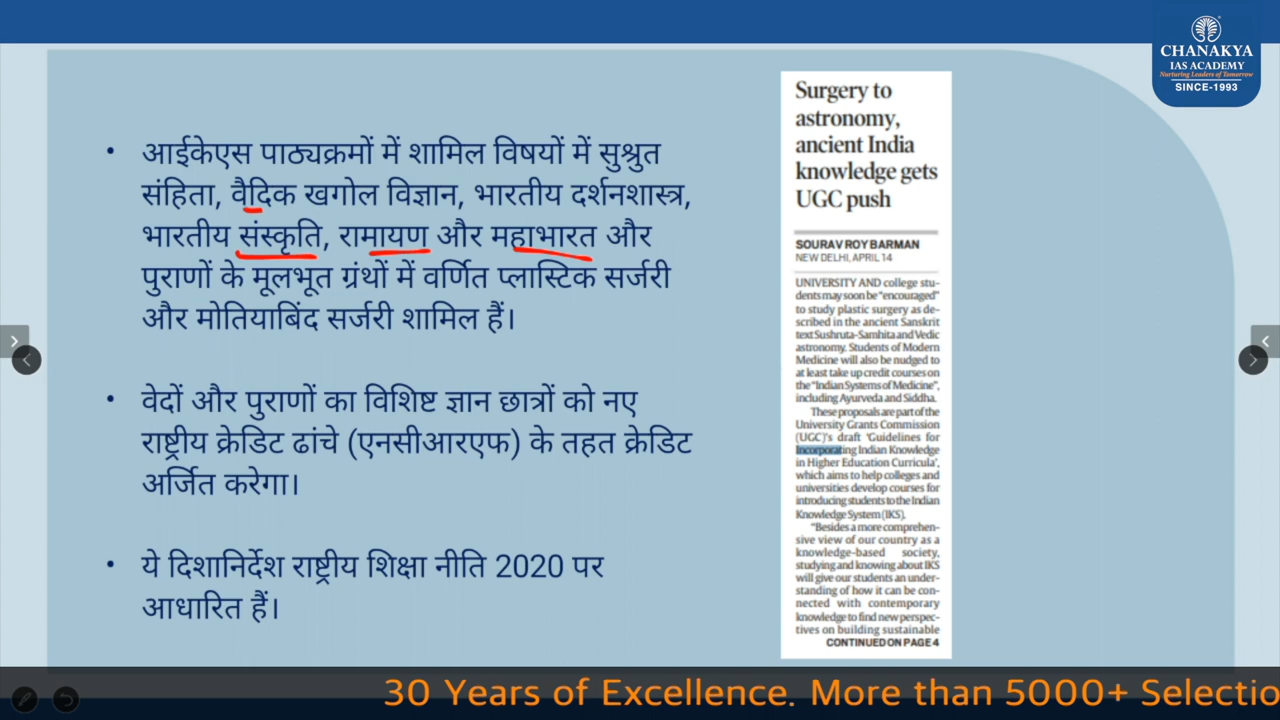 CHANAKYA
IAS ACADEMY
Nurturing Leaders of Tomorrow
SINCE-1993
• आईकेएस पाठ्यक्रमों में शामिल विषयों में सुश्रुत
संहिता, वैदिक खगोल विज्ञान, भारतीय दर्शनशास्त्र,
भारतीय संस्कृति, रामायण और महाभारत और
पुराणों के मूलभूत ग्रंथों में वर्णित प्लास्टिक सर्जरी
और मोतियाबिंद सर्जरी शामिल हैं।
• वेदों और पुराणों का विशिष्ट ज्ञान छात्रों को नए
राष्ट्रीय क्रेडिट ढांचे (एनसीआरएफ) के तहत क्रेडिट
अर्जित करेगा।
• ये दिशानिर्देश राष्ट्रीय शिक्षा नीति 2020 पर
आधारित हैं।
Surgery to
astronomy,
ancient India
knowledge gets
UGC push
SOURAV ROY BARMAN
NEW DELHI, APRIL 14
UNIVERSITY AND college stu-
dents may soon be "encouraged"
to study plastic surgery as de-
scribed in the ancient Sanskrit
text Sushruta-Samhita and Vedic
astronomy. Students of Modern
Medicine will also be nudged to
at least take up credit courses on
the "Indian Systems of Medicine",
including Ayurveda and Siddha.
These proposals are part of the
University Grants Commission
(UGC)'s draft 'Guidelines for
Incorporating Indian Knowledge
in Higher Education Curricula',
which aims to help colleges and
universities develop courses for
introducing students to the Indian
Knowledge System (IKS).
"Besides a more comprehen-
sive view of our country as a
knowledge-based society,
studying and knowing about IKS
will give our students an under-
standing of how it can be con-
nected with contemporary
knowledge to find new perspec-
tives on building sustainable
CONTINUED ON PAGE 4
30 Years of Excellence. More than 5000+ Selectio